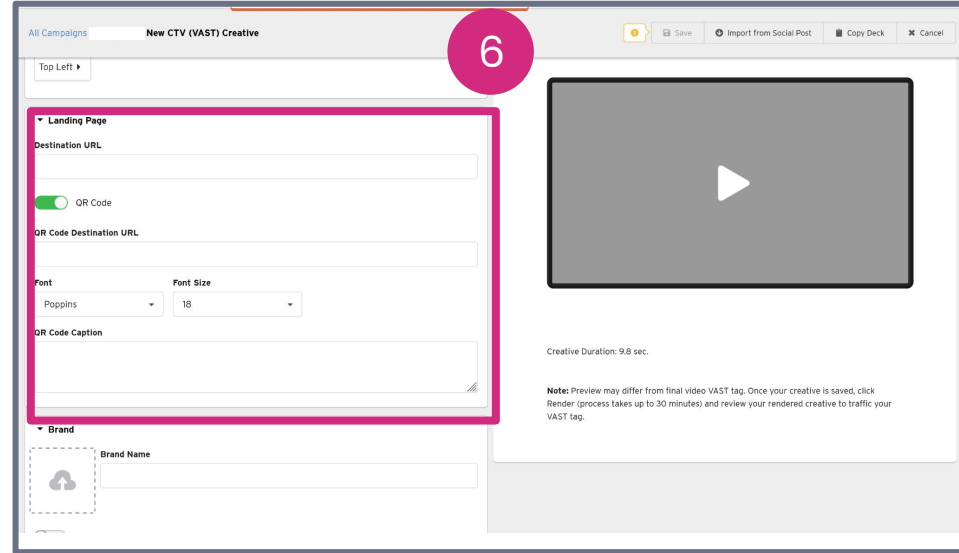 All Campaigns New CTV (VAST) Creative
6
Save
Import from Social Post
Copy Deck
Cancel
Top Left
Landing Page
Destination URL
QR Code
QR Code Destination URL
Font Font Size
Poppins 18
QR Code Caption
Brand
Brand Name
Creative Duration: 9.8 sec.
Note: Preview may differ from final video VAST tag. Once your creative is saved, click
Render (process takes up to 30 minutes) and review your rendered creative to traffic your
VAST tag.